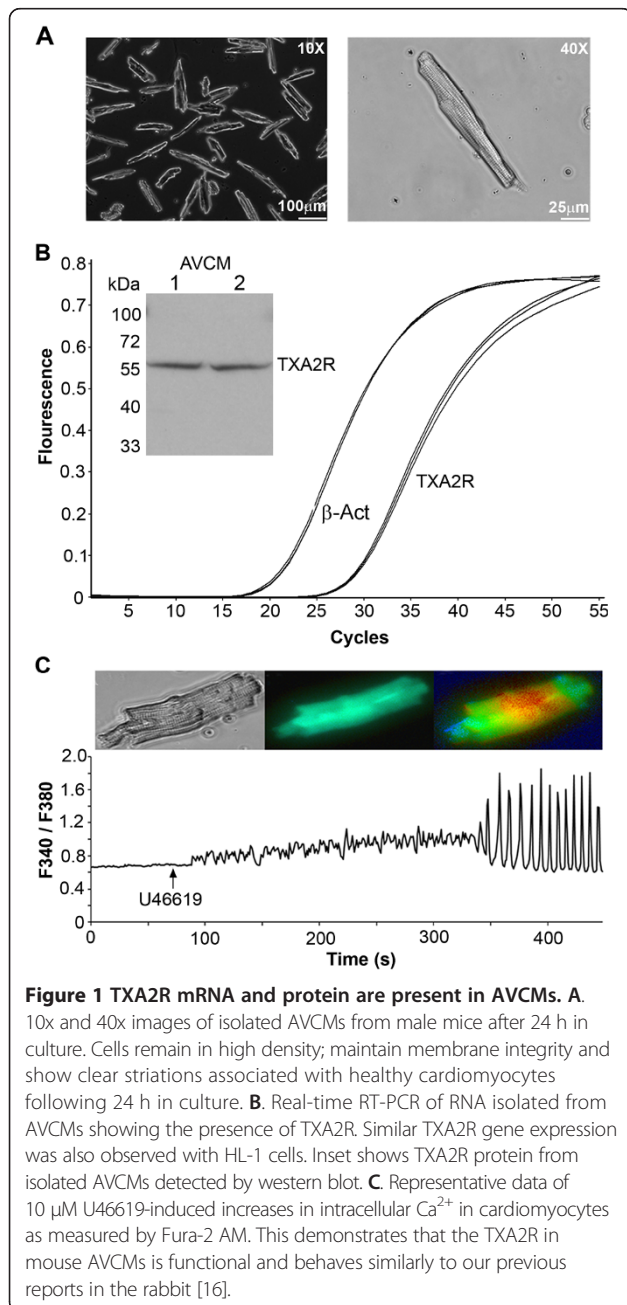 A
10X
100μm
40X
25μm
B
0.8
0.7
0.6
0.5
0.4
0.3
0.2
0.1
0
Flourescence
AVCM
kDa
1 2
100
72
55
40
33
TXA2R
β-Act
TXA2R
5 10 15 20 25 30 35 40 45 50 55
Cycles
C
2.0
1.6
1.2
0.8
0.4
0
F340 / F380
U46619
0 100 200 300 400
Time (s)
Figure 1 TXA2R mRNA and protein are present in AVCMs. A.
10x and 40x images of isolated AVCMs from male mice after 24 h in
culture. Cells remain in high density; maintain membrane integrity and
show clear striations associated with healthy cardiomyocytes
following 24 h in culture. B. Real-time RT-PCR of RNA isolated from
AVCMs showing the presence of TXA2R. Similar TXA2R gene expression
was also observed with HL-1 cells. Inset shows TXA2R protein from
isolated AVCMs detected by western blot. C. Representative data of
10 μM U46619-induced increases in intracellular Ca²⁺ in cardiomyocytes
as measured by Fura-2 AM. This demonstrates that the TXA2R in
mouse AVCMs is functional and behaves similarly to our previous
reports in the rabbit [16].